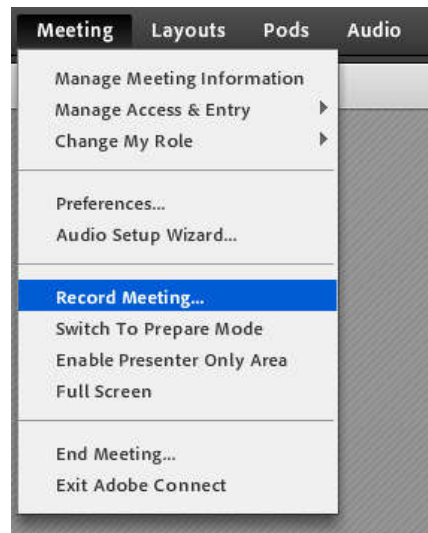 Meeting Layouts Pods Audio
Manage Meeting Information
Manage Access & Entry
Change My Role
Preferences...
Audio Setup Wizard...
Record Meeting...
Switch To Prepare Mode
Enable Presenter Only Area
Full Screen
End Meeting...
Exit Adobe Connect